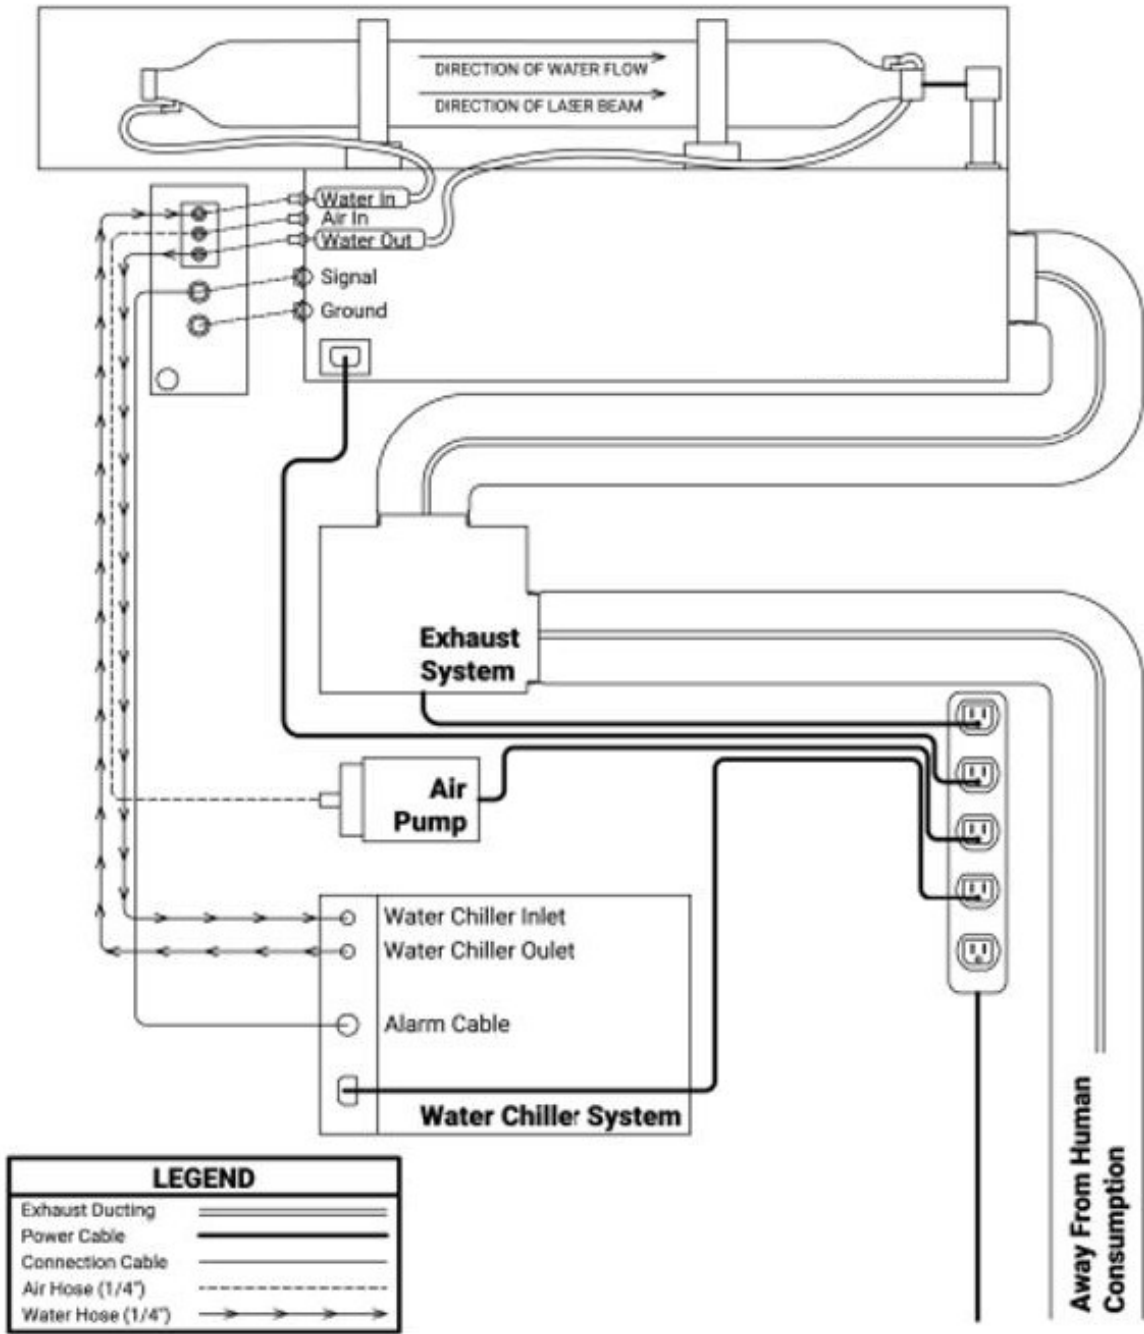 DIRECTION OF WATER FLOW
DIRECTION OF LASER BEAM
Water In
Air In
Water Out
Signal
Ground
Exhaust
System
Air
Pump
Water Chiller Inlet
Water Chiller Oulet
Alarm Cable
Water Chiller System
Away From Human
Consumption
LEGEND
Exhaust Ducting
Power Cable
Connection Cable
Air Hose (1/4")
Water Hose (1/4")